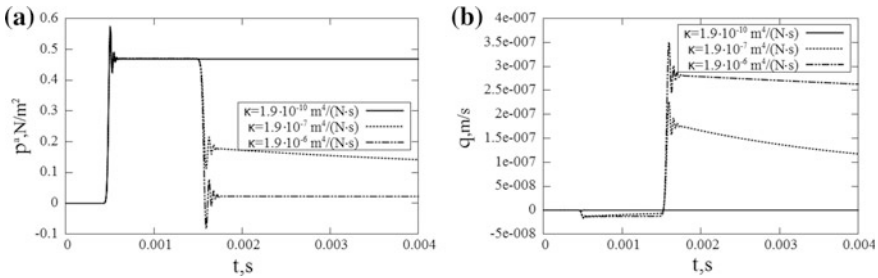 (a)
0.6
0.5
0.4
0.3
0.2
0.1
0
-0.1
pᵃ,N/m²
κ=1.9·10⁻¹⁰ m⁴/(N·s)
κ=1.9·10⁻⁷ m⁴/(N·s)
κ=1.9·10⁻⁶ m⁴/(N·s)
0 0.001 0.002 0.003 0.004
t,s
(b)
4e-007
3.5e-007
3e-007
2.5e-007
2e-007
1.5e-007
1e-007
5e-008
0
-5e-008
q,m/s
κ=1.9·10⁻¹⁰ m⁴/(N·s)
κ=1.9·10⁻⁷ m⁴/(N·s)
κ=1.9·10⁻⁶ m⁴/(N·s)
0 0.001 0.002 0.003 0.004
t,s